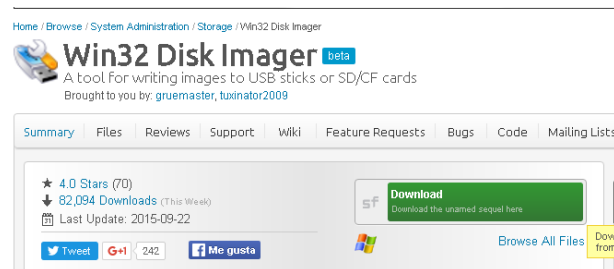 Home / Browse / System Administration / Storage / Win32 Disk Imager
Win32 Disk Imager beta
A tool for writing images to USB sticks or SD/CF cards
Brought to you by: gruemaster, tuxinator2009
Summary Files Reviews Support Wiki Feature Requests Bugs Code Mailing Lists
4.0 Stars (70)
82,094 Downloads (This Week)
31 Last Update: 2015-09-22
Tweet G+1 242 f Me gusta
sf Download
Download the unamed sequel here
Browse All Files
Dow
from